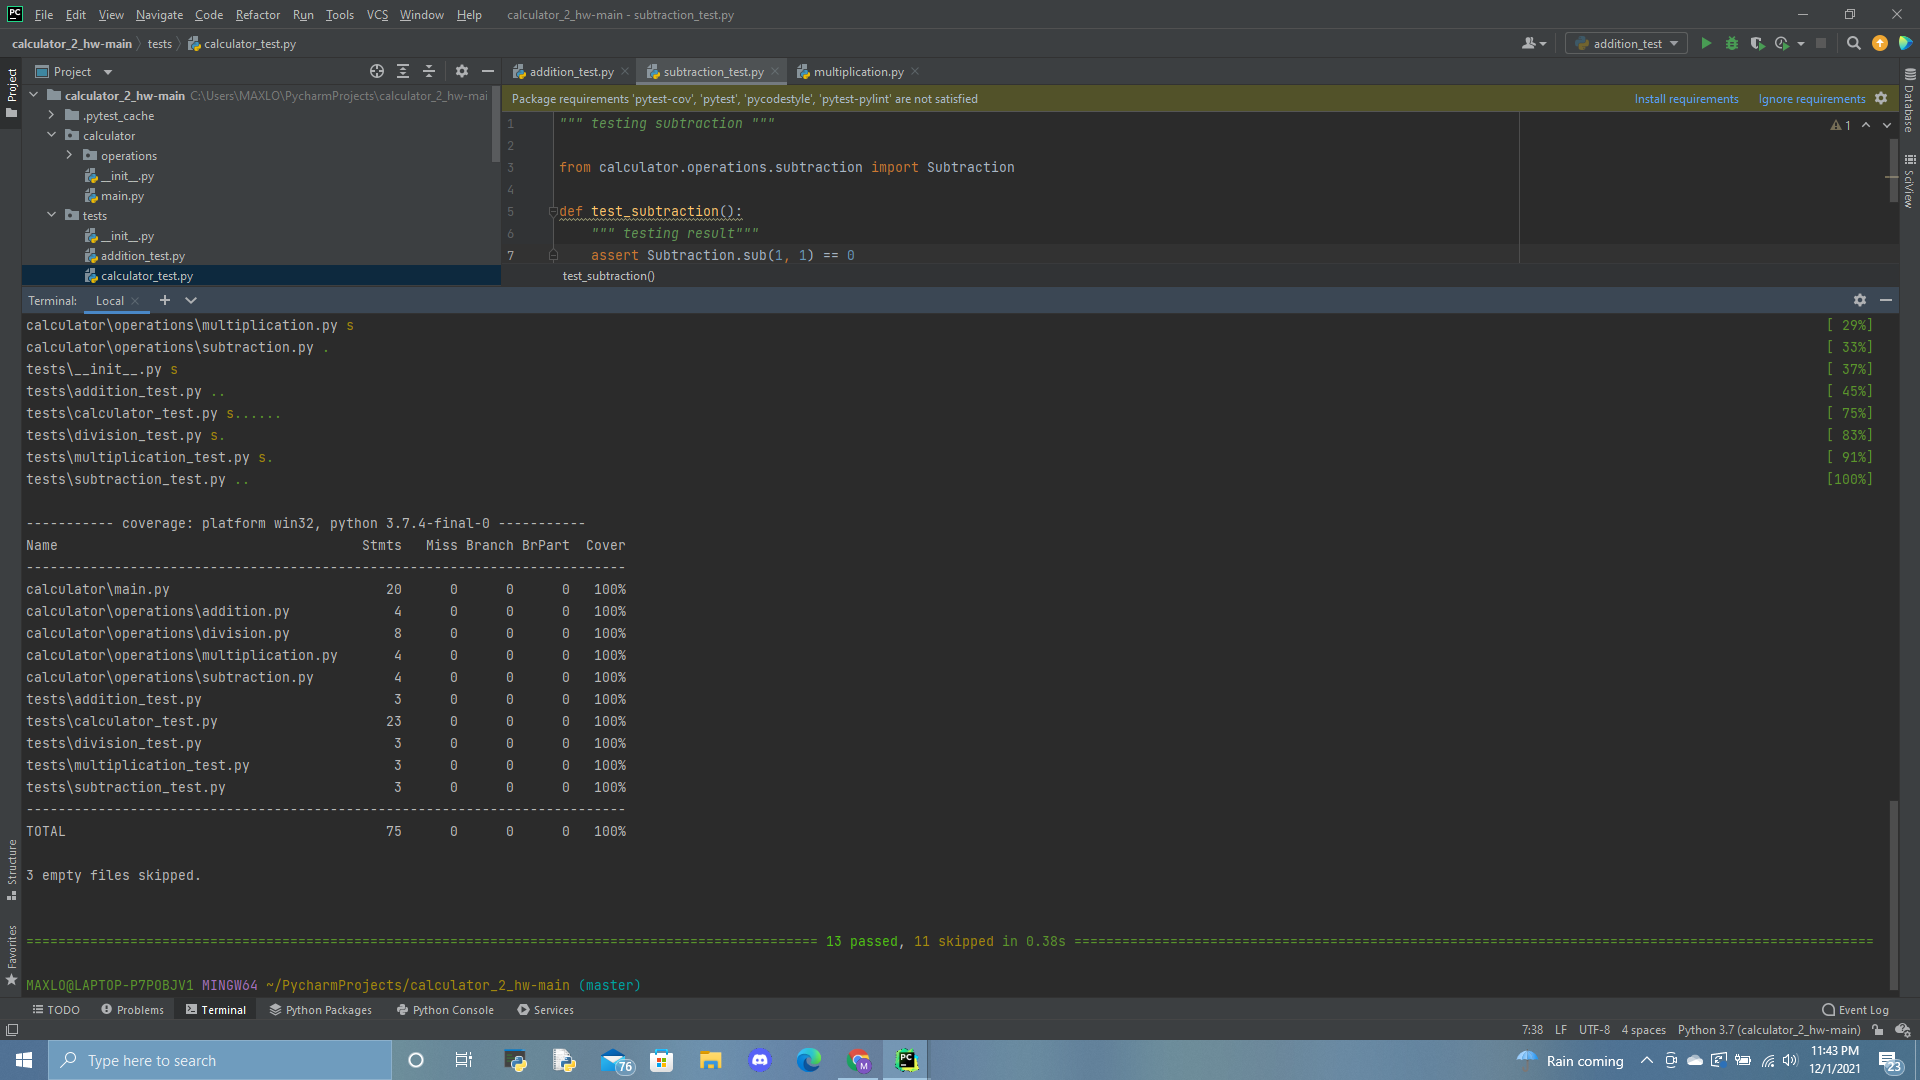 PC File Edit View Navigate Code Refactor Run Tools VCS Window Help calculator_2_hw-main - subtraction_test.py
calculator_2_hw-main tests calculator_test.py addition_test
Project addition_test.py subtraction_test.py multiplication.py
Project
calculator_2_hw-main C:\Users\MAXLO\PycharmProjects\calculator_2_hw-mai
.pytest_cache
calculator
operations
__init__.py
main.py
tests
__init__.py
addition_test.py
calculator_test.py
Package requirements 'pytest-cov', 'pytest', 'pycodestyle', 'pytest-pylint' are not satisfied Install requirements Ignore requirements
1 """ testing subtraction """ 1
2
3 from calculator.operations.subtraction import Subtraction
4
5 def test_subtraction():
6 """ testing result"""
7 assert Subtraction.sub(1, 1) == 0
test_subtraction()
Database
SciView
Terminal: Local
calculator\operations\multiplication.py s [ 29%]
calculator\operations\subtraction.py . [ 33%]
tests\__init__.py s [ 37%]
tests\addition_test.py .. [ 45%]
tests\calculator_test.py s...... [ 75%]
tests\division_test.py s. [ 83%]
tests\multiplication_test.py s. [ 91%]
tests\subtraction_test.py .. [100%]
----------- coverage: platform win32, python 3.7.4-final-0 -----------
Name Stmts Miss Branch BrPart Cover
---------------------------------------------------------------------------
calculator\main.py 20 0 0 0 100%
calculator\operations\addition.py 4 0 0 0 100%
calculator\operations\division.py 8 0 0 0 100%
calculator\operations\multiplication.py 4 0 0 0 100%
calculator\operations\subtraction.py 4 0 0 0 100%
tests\addition_test.py 3 0 0 0 100%
tests\calculator_test.py 23 0 0 0 100%
tests\division_test.py 3 0 0 0 100%
tests\multiplication_test.py 3 0 0 0 100%
tests\subtraction_test.py 3 0 0 0 100%
---------------------------------------------------------------------------
TOTAL 75 0 0 0 100%
3 empty files skipped.
13 passed, 11 skipped in 0.38s
MAXLO@LAPTOP-P7POBJV1 MINGW64 ~/PycharmProjects/calculator_2_hw-main (master)
Structure
Favorites
TODO Problems Terminal Python Packages Python Console Services Event Log
7:38 LF UTF-8 4 spaces Python 3.7 (calculator_2_hw-main)
Type here to search 76 M PC Rain coming 11:43 PM
12/1/2021 23